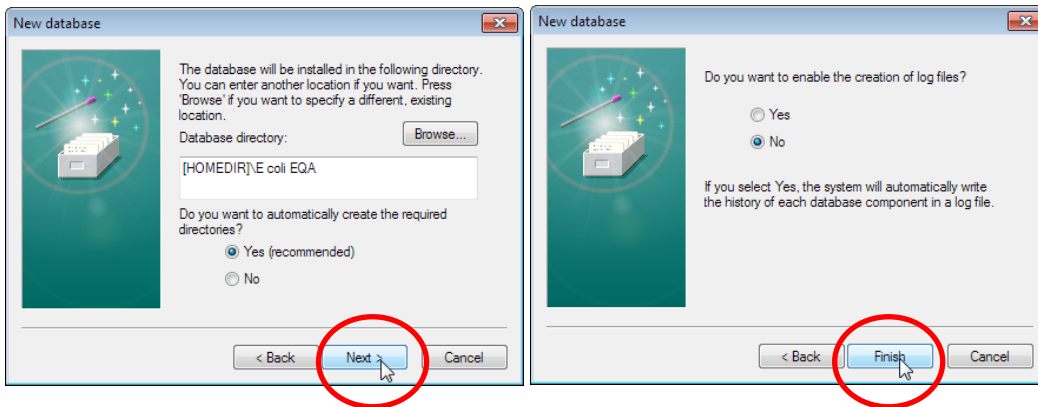 New database
The database will be installed in the following directory.
You can enter another location if you want. Press
'Browse' if you want to specify a different, existing
location.
Database directory:
Browse...
[HOMEDIR]\E coli EQA
Do you want to automatically create the required
directories?
Yes (recommended)
No
< Back
Next >
Cancel
New database
Do you want to enable the creation of log files?
Yes
No
If you select Yes, the system will automatically write
the history of each database component in a log file.
< Back
Finish
Cancel